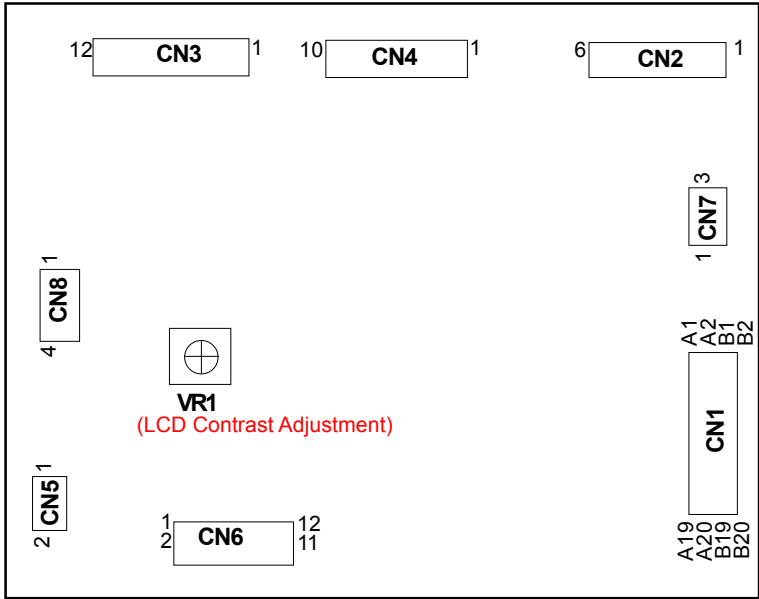 12 CN3 1
10 CN4 1
6 CN2 1
3
CN7
1
1
CN8
4
VR1
(LCD Contrast Adjustment)
A1
A2
B1
B2
CN1
A19
A20
B19
B20
1
CN5
2
1
2
CN6
12
11